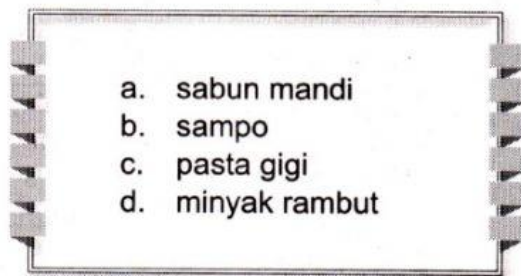 a. sabun mandi
b. sampo
c. pasta gigi
d. minyak rambut